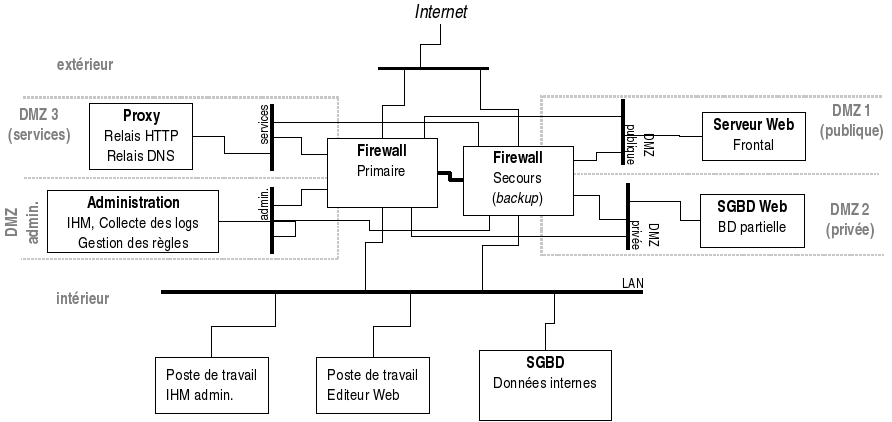 Internet
extérieur
DMZ 3
(services)
Proxy
Relais HTTP
Relais DNS
services
Firewall
Primaire
Firewall
Secours
(backup)
DMZ
publique
Serveur Web
Frontal
DMZ 1
(publique)
DMZ
admin.
Administration
IHM, Collecte des logs
Gestion des règles
admin.
DMZ
privée
SGBD Web
BD partielle
DMZ 2
(privée)
intérieur
LAN
Poste de travail
IHM admin.
Poste de travail
Editeur Web
SGBD
Données internes